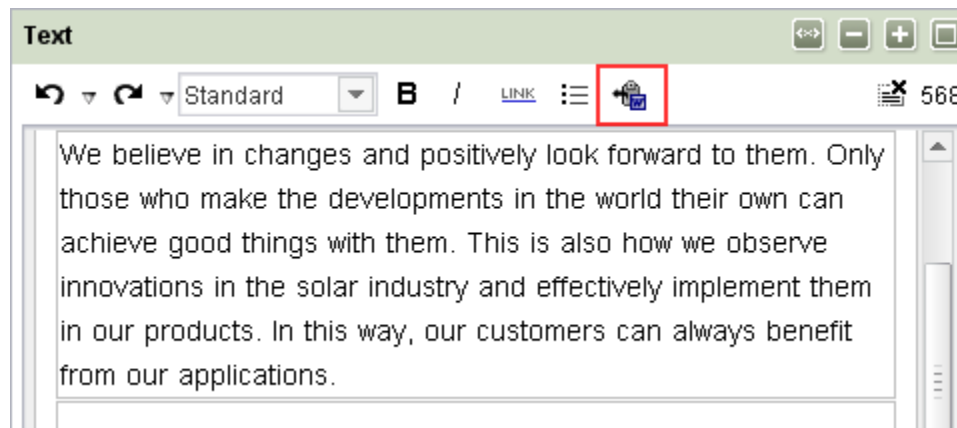 Text
Standard B I LINK 568
We believe in changes and positively look forward to them. Only
those who make the developments in the world their own can
achieve good things with them. This is also how we observe
innovations in the solar industry and effectively implement them
in our products. In this way, our customers can always benefit
from our applications.